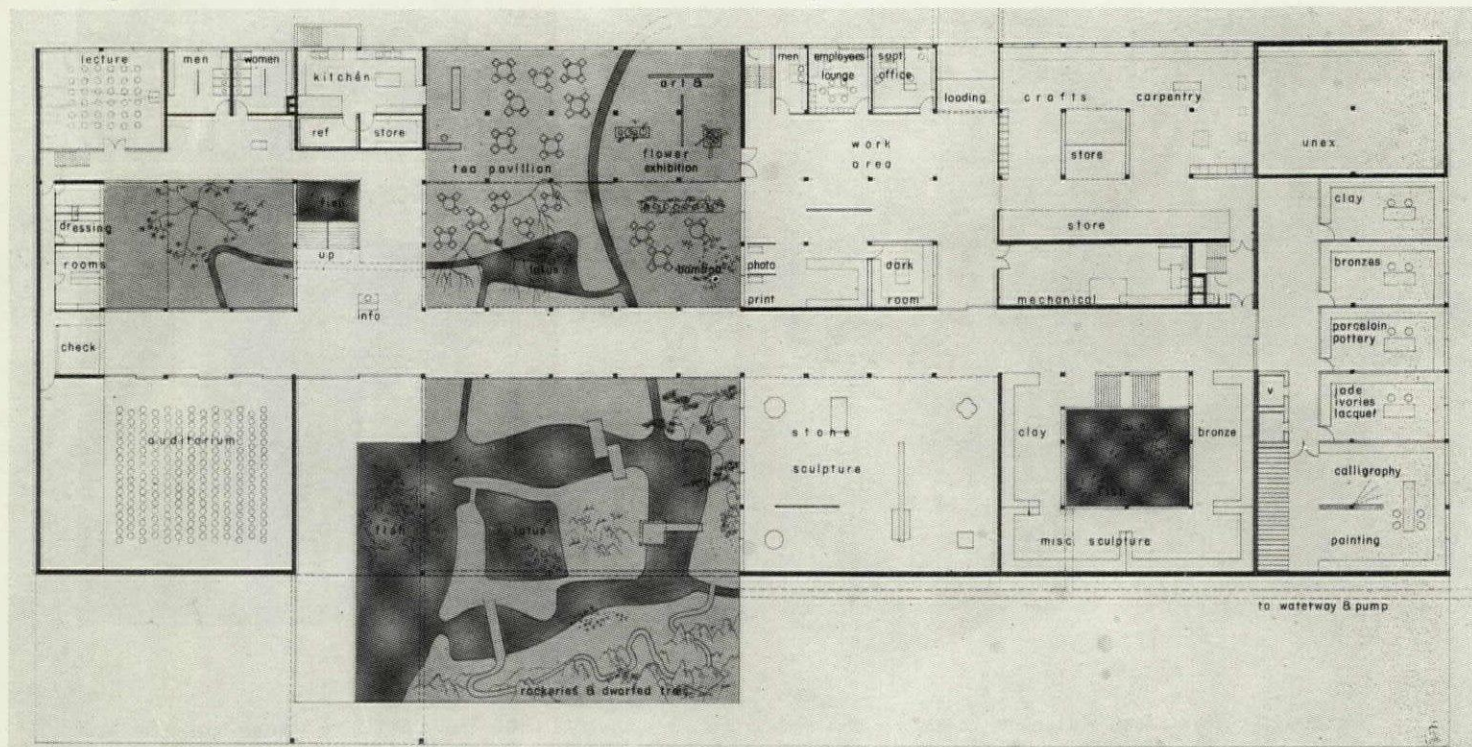 lecture
men
women
kitchen
ref
store
tea pavillion
art &
flower
exhibition
men
employees
lounge
supt.
office
loading
crafts
carpentry
store
work
area
unex.
dressing
rooms
fish
up
info
lotus
bamboo
photo
print
dark
room
store
mechanical
clay
bronzes
porcelain
pottery
jade
ivories
lacquer
calligraphy
painting
check
auditorium
fish
lotus
rockeries & dwarfed trees
stone
sculpture
clay
fish
bronze
misc. sculpture
v
to waterway & pump